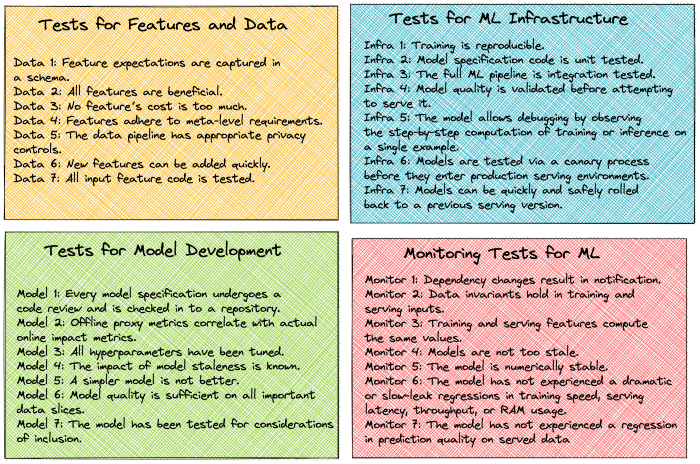 Tests for Features and Data
Data 1: Feature expectations are captured in
a schema.
Data 2: All features are beneficial.
Data 3: No feature's cost is too much.
Data 4: Features adhere to meta-level requirements.
Data 5: The data pipeline has appropriate privacy
controls.
Data 6: New features can be added quickly.
Data 7: All input feature code is tested.
Tests for ML Infrastructure
Infra 1: Training is reproducible.
Infra 2: Model specification code is unit tested.
Infra 3: The full ML pipeline is integration tested.
Infra 4: Model quality is validated before attempting
to serve it.
Infra 5: The model allows debugging by observing
the step-by-step computation of training or inference on
a single example.
Infra 6: Models are tested via a canary process
before they enter production serving environments.
Infra 7: Models can be quickly and safely rolled
back to a previous serving version.
Tests for Model Development
Model 1: Every model specification undergoes a
code review and is checked in to a repository.
Model 2: Offline proxy metrics correlate with actual
online impact metrics.
Model 3: All hyperparameters have been tuned.
Model 4: The impact of model staleness is known.
Model 5: A simpler model is not better.
Model 6: Model quality is sufficient on all important
data slices.
Model 7: The model has been tested for considerations
of inclusion.
Monitoring Tests for ML
Monitor 1: Dependency changes result in notification.
Monitor 2: Data invariants hold in training and
serving inputs.
Monitor 3: Training and serving features compute
the same values.
Monitor 4: Models are not too stale.
Monitor 5: The model is numerically stable.
Monitor 6: The model has not experienced a dramatic
or slow-leak regressions in training speed, serving
latency, throughput, or RAM usage.
Monitor 7: The model has not experienced a regression
in prediction quality on served data